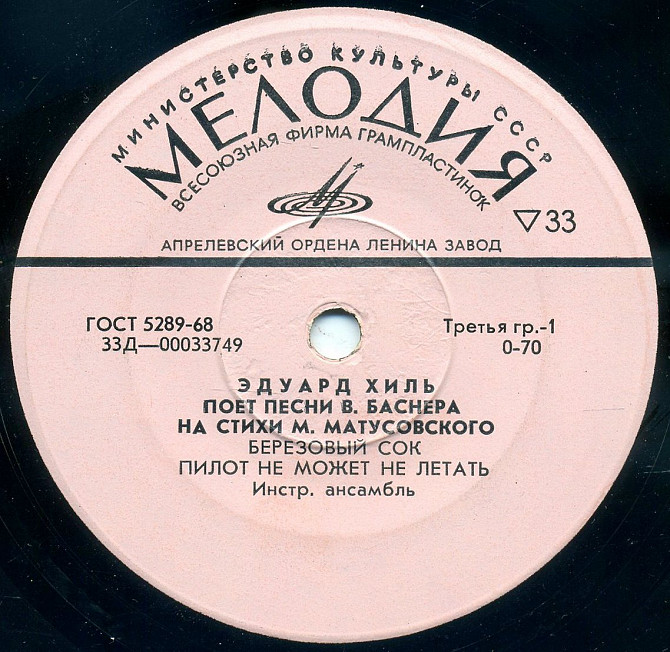 МИНИСТЕРСТВО КУЛЬТУРЫ СССР
МЕЛОДИЯ
ВСЕСОЮЗНАЯ ФИРМА ГРАМПЛАСТИНОК
33
АПРЕЛЕВСКИЙ ОРДЕНА ЛЕНИНА ЗАВОД
ГОСТ 5289-68
Третья гр.-1
33Д—00033749
0-70
ЭДУАРД ХИЛЬ
ПОЕТ ПЕСНИ В. БАСНЕРА
НА СТИХИ М. МАТУСОВСКОГО
БЕРЕЗОВЫЙ СОК
ПИЛОТ НЕ МОЖЕТ НЕ ЛЕТАТЬ
Инстр. ансамбль